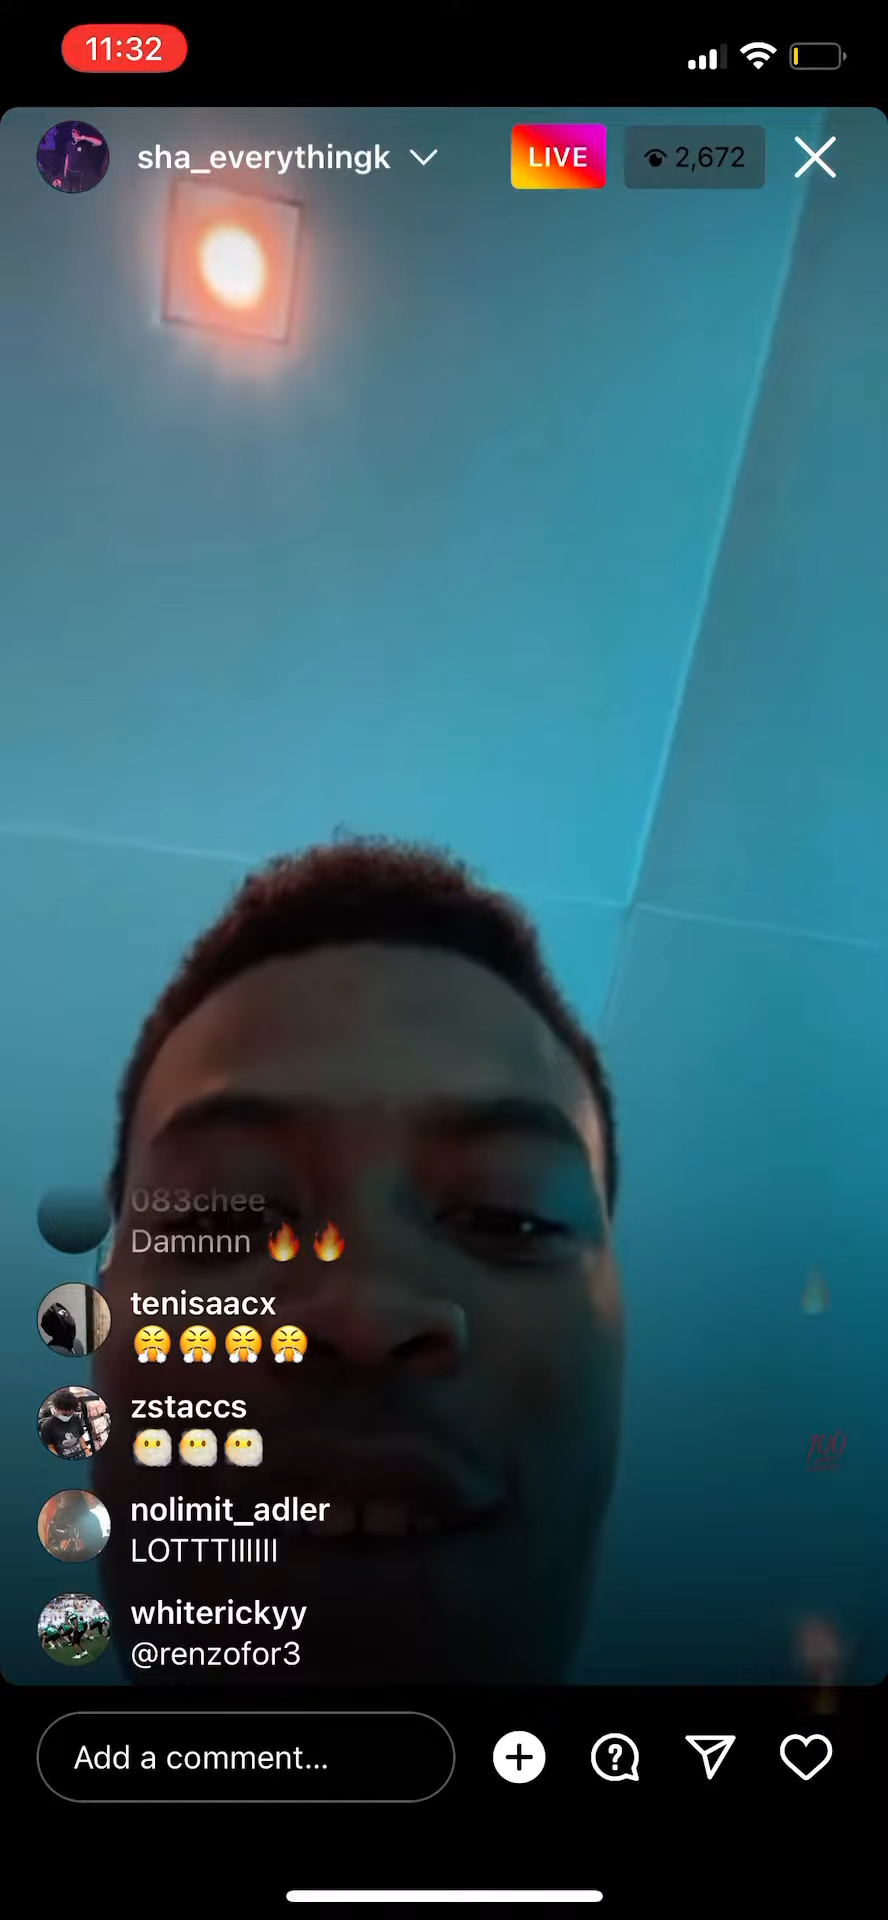 11:32
sha_everythingk
LIVE
2,672
083chee
Damnnn 🔥🔥
tenisaacx
😤😤😤😤
zstaccs
😶‍🌫️😶‍🌫️😶‍🌫️
nolimit_adler
LOTTTIIIIII
whiterickyy
@renzofor3
Add a comment...